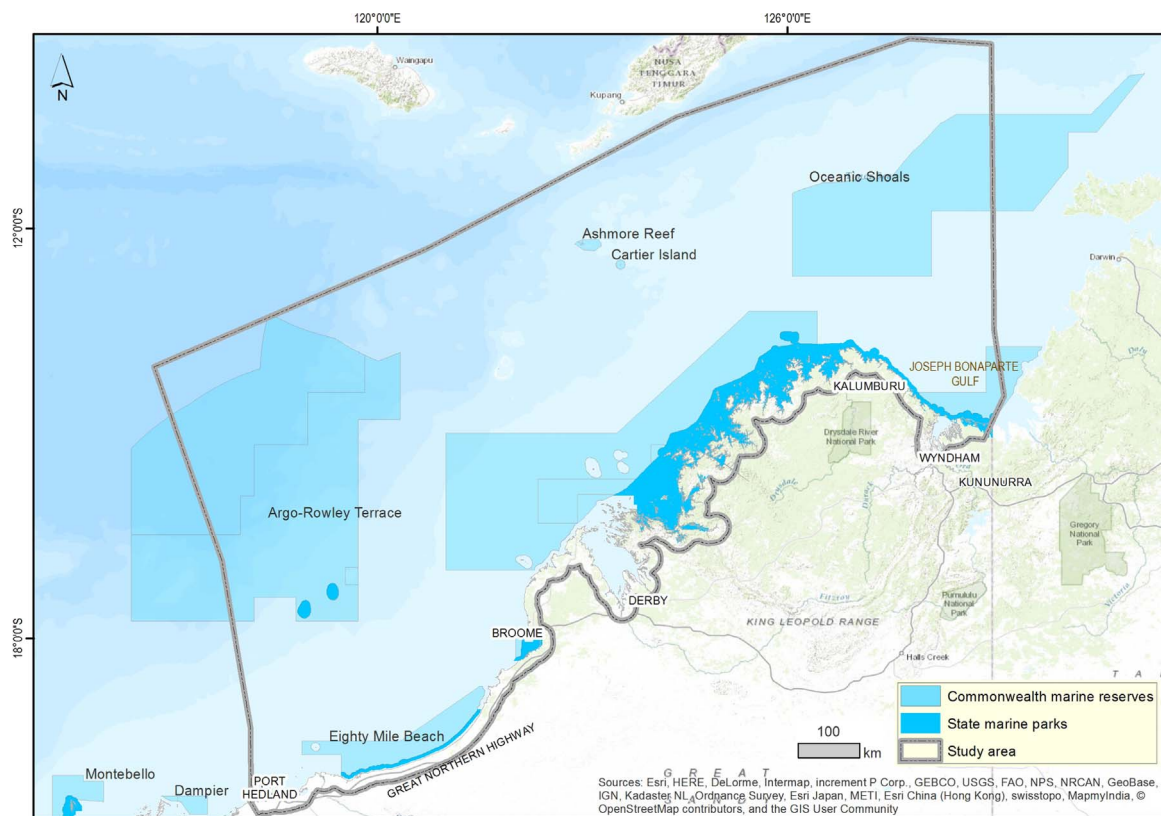 120°0'0"E
126°0'0"E
N
Waingapu
NUSA
TENGGARA
TIMUR
Kupang
Oceanic Shoals
12°0'0"S
Ashmore Reef
Cartier Island
Darwin
JOSEPH BONAPARTE
GULF
KALUMBURU
Daly
Drysdale River
National Park
WYNDHAM
KUNUNURRA
Drysdale
Durack
Argo-Rowley Terrace
Gregory
National
Park
DERBY
Fitzroy
Purnululu
National
Park
Victoria
KING LEOPOLD RANGE
BROOME
18°0'0"S
Halls Creek
T A
Commonwealth marine reserves
State marine parks
Study area
Eighty Mile Beach
GREAT NORTHERN HIGHWAY
100
km
Montebello
PORT
HEDLAND
Dampier
G R E A T
Sources: Esri, HERE, DeLorme, Intermap, increment P Corp., GEBCO, USGS, FAO, NPS, NRCAN, GeoBase,
IGN, Kadaster NL, Ordnance Survey, Esri Japan, METI, Esri China (Hong Kong), swisstopo, MapmyIndia, ©
OpenStreetMap contributors, and the GIS User Community